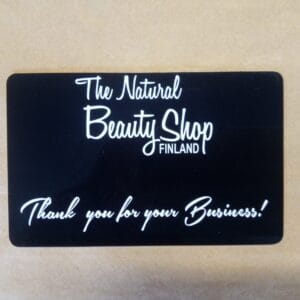 The Natural
Beauty Shop
FINLAND
Thank you for your Business!